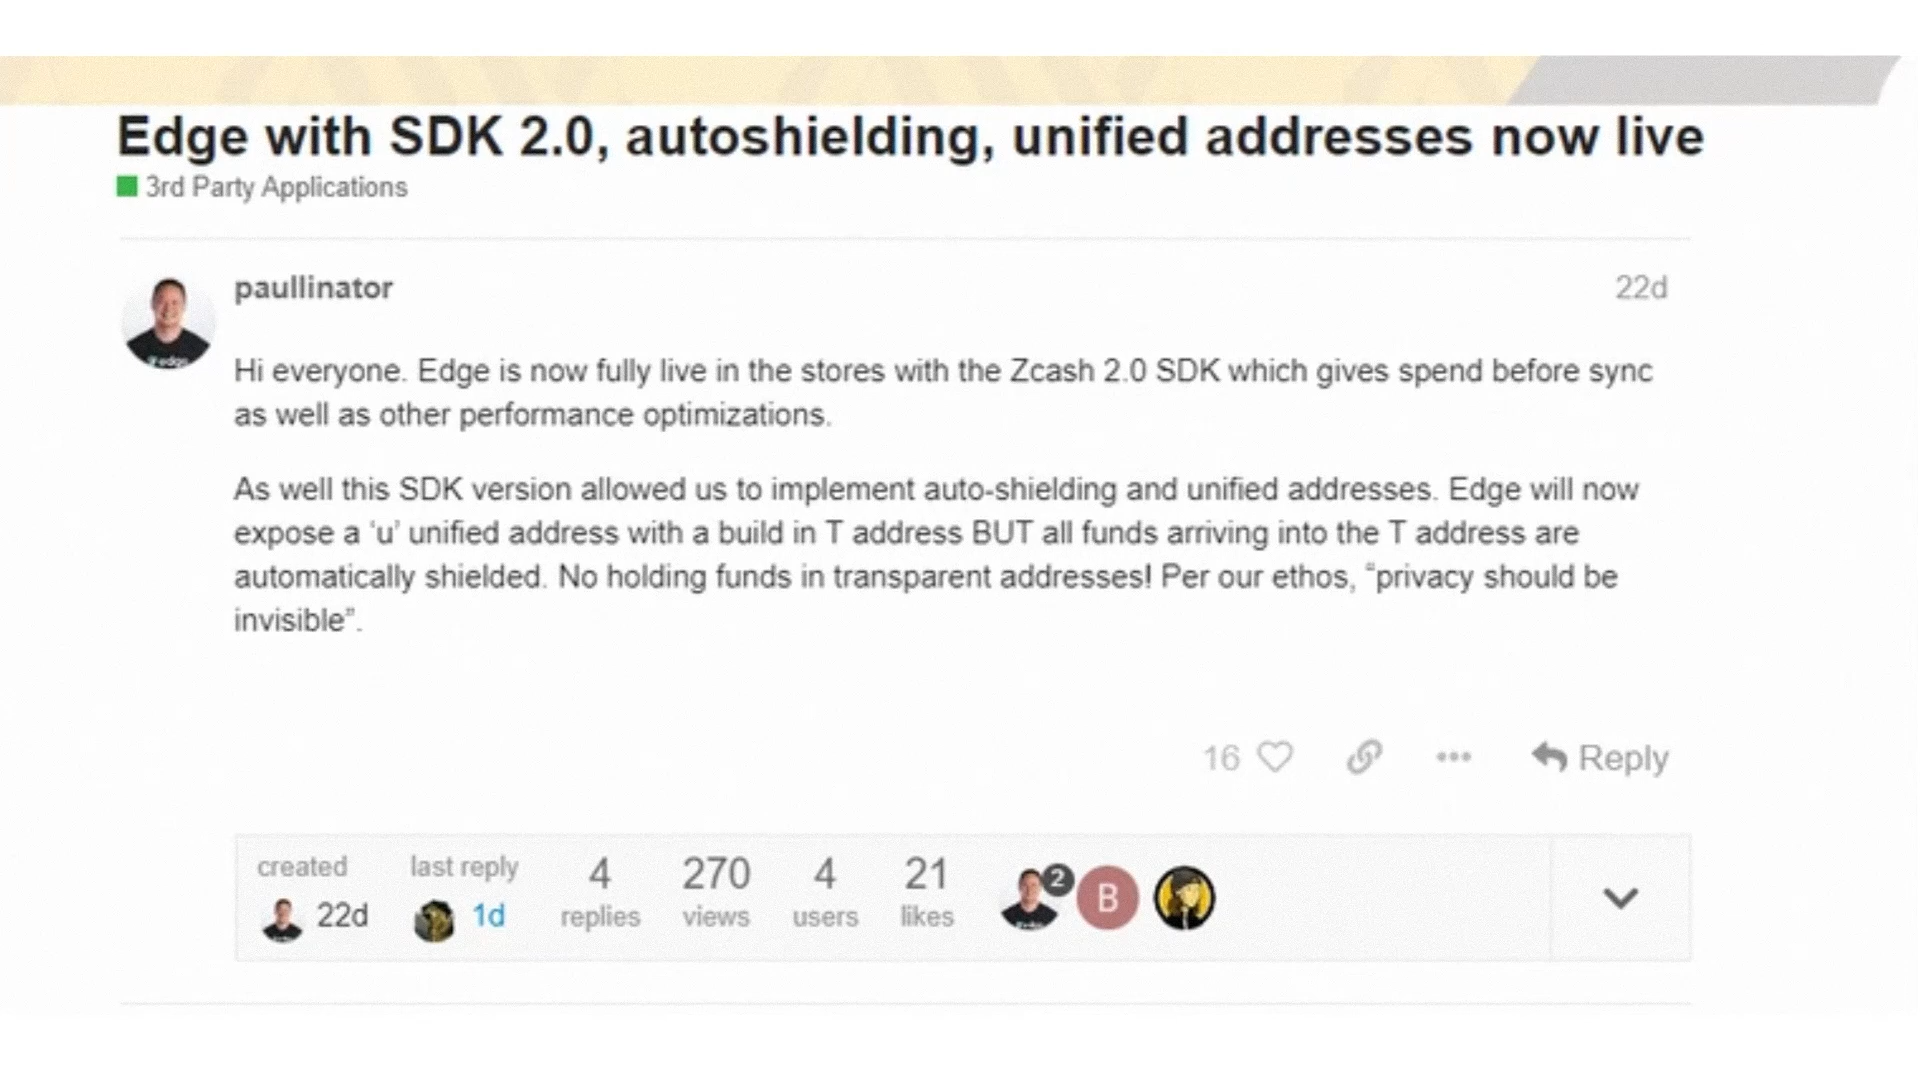 Edge with SDK 2.0, autoshielding, unified addresses now live
3rd Party Applications
paullinator
22d
Hi everyone. Edge is now fully live in the stores with the Zcash 2.0 SDK which gives spend before sync
as well as other performance optimizations.
As well this SDK version allowed us to implement auto-shielding and unified addresses. Edge will now
expose a ‘u’ unified address with a build in T address BUT all funds arriving into the T address are
automatically shielded. No holding funds in transparent addresses! Per our ethos, “privacy should be
invisible”.
16
Reply
created last reply 4 270 4 21 2 B
22d 1d replies views users likes